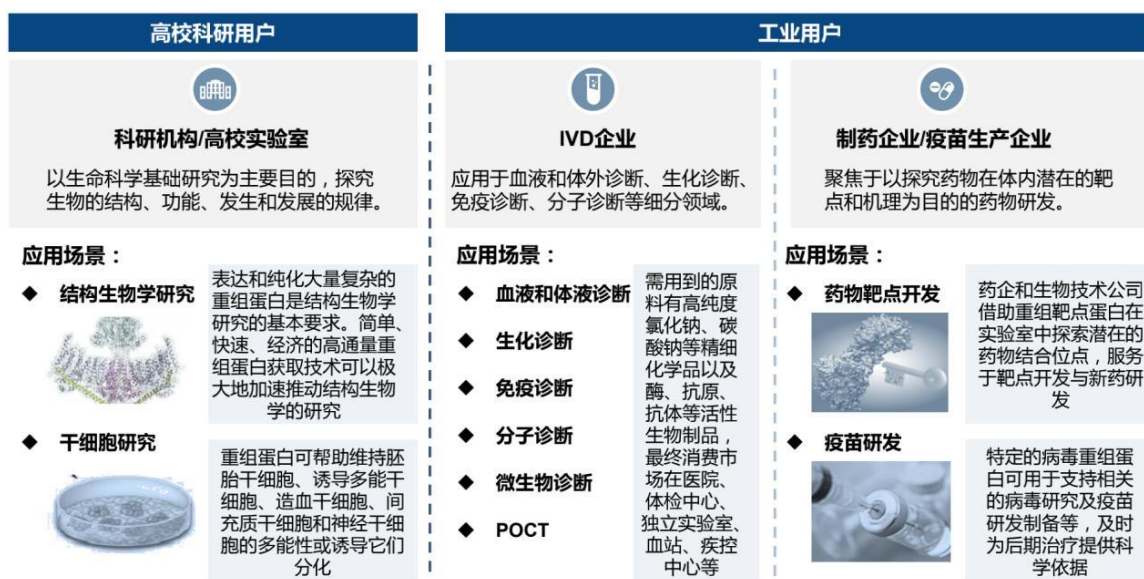 高校科研用户
工业用户
科研机构/高校实验室
以生命科学基础研究为主要目的，探究
生物的结构、功能、发生和发展的规律。
应用场景：
◆ 结构生物学研究
表达和纯化大量复杂的
重组蛋白是结构生物学
研究的基本要求。简单、
快速、经济的高通量重
组蛋白获取技术可以极
大地加速推动结构生物
学的研究
◆ 干细胞研究
重组蛋白可帮助维持胚
胎干细胞、诱导多能干
细胞、造血干细胞、间
充质干细胞和神经干细
胞的多能性或诱导它们
分化
IVD企业
应用于血液和体外诊断、生化诊断、
免疫诊断、分子诊断等细分领域。
应用场景：
◆ 血液和体液诊断
◆ 生化诊断
◆ 免疫诊断
◆ 分子诊断
◆ 微生物诊断
◆ POCT
需用到的原
料有高纯度
氯化钠、碳
酸钠等精细
化学品以及
酶、抗原、
抗体等活性
生物制品，
最终消费市
场在医院、
体检中心、
独立实验室、
血站、疾控
中心等
制药企业/疫苗生产企业
聚焦于以探究药物在体内潜在的靶
点和机理为目的的药物研发。
应用场景：
◆ 药物靶点开发
药企和生物技术公司
借助重组靶点蛋白在
实验室中探索潜在的
药物结合位点，服务
于靶点开发与新药研
发
◆ 疫苗研发
特定的病毒重组蛋
白可用于支持相关
的病毒研究及疫苗
研发制备等，及时
为后期治疗提供科
学依据